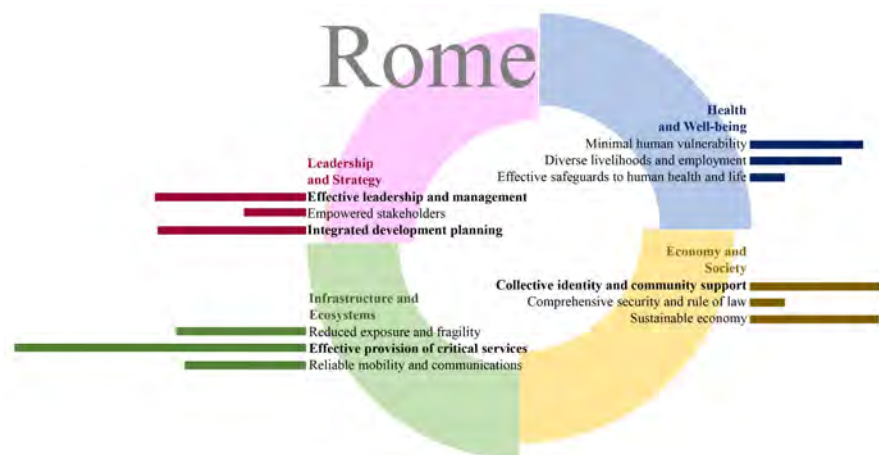 Rome
Health
and Well-being
Minimal human vulnerability
Diverse livelihoods and employment
Effective safeguards to human health and life
Leadership
and Strategy
Effective leadership and management
Empowered stakeholders
Integrated development planning
Economy and
Society
Collective identity and community support
Comprehensive security and rule of law
Sustainable economy
Infrastructure and
Ecosystems
Reduced exposure and fragility
Effective provision of critical services
Reliable mobility and communications